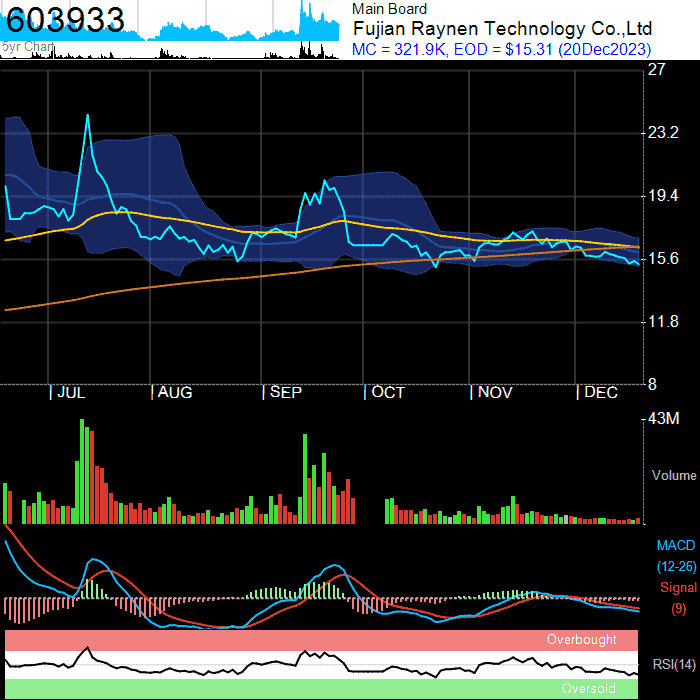 603933
5yr Chart
Main Board
Fujian Raynen Technology Co.,Ltd
MC = 321.9K, EOD = $15.31 (20Dec2023)
27
23.2
19.4
15.6
11.8
8
JUL
AUG
SEP
OCT
NOV
DEC
43M
Volume
MACD
(12-26)
Signal
(9)
Overbought
RSI(14)
Oversold